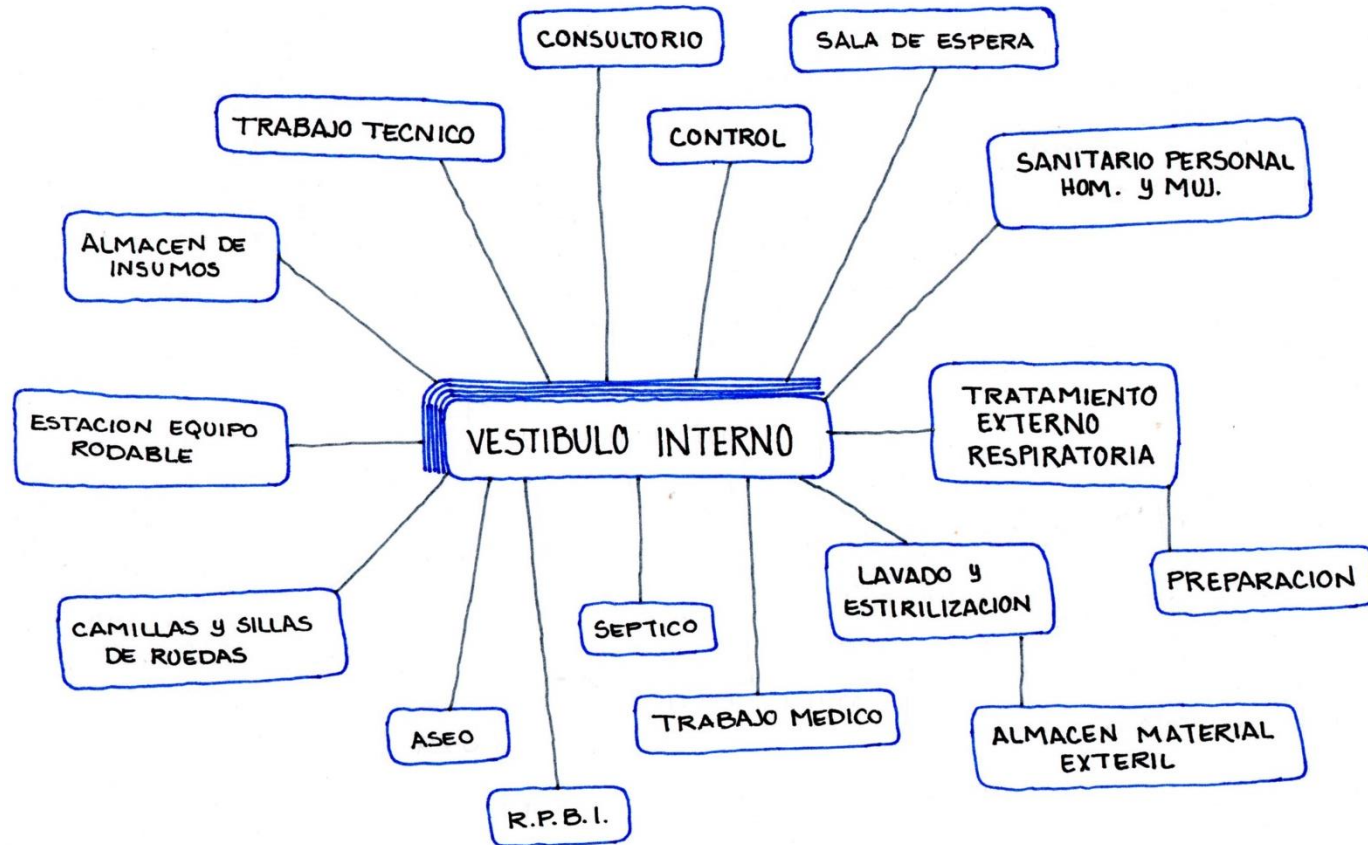 CONSULTORIO
SALA DE ESPERA
TRABAJO TECNICO
CONTROL
SANITARIO PERSONAL
HOM. y MUJ.
ALMACEN DE
INSUMOS
ESTACION EQUIPO
RODABLE
VESTIBULO INTERNO
TRATAMIENTO
EXTERNO
RESPIRATORIA
CAMILLAS y SILLAS
DE RUEDAS
SEPTICO
LAVADO y
ESTIRILIZACION
PREPARACION
ASEO
TRABAJO MEDICO
ALMACEN MATERIAL
EXTERIL
R.P.B.I.